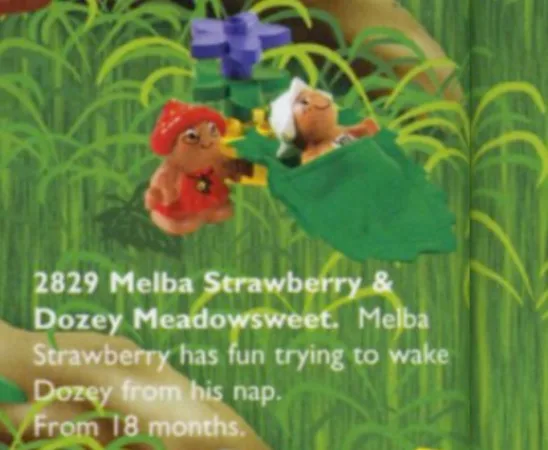 2829 Melba Strawberry &
Dozey Meadowsweet. Melba
Strawberry has fun trying to wake
Dozey from his nap.
From 18 months.